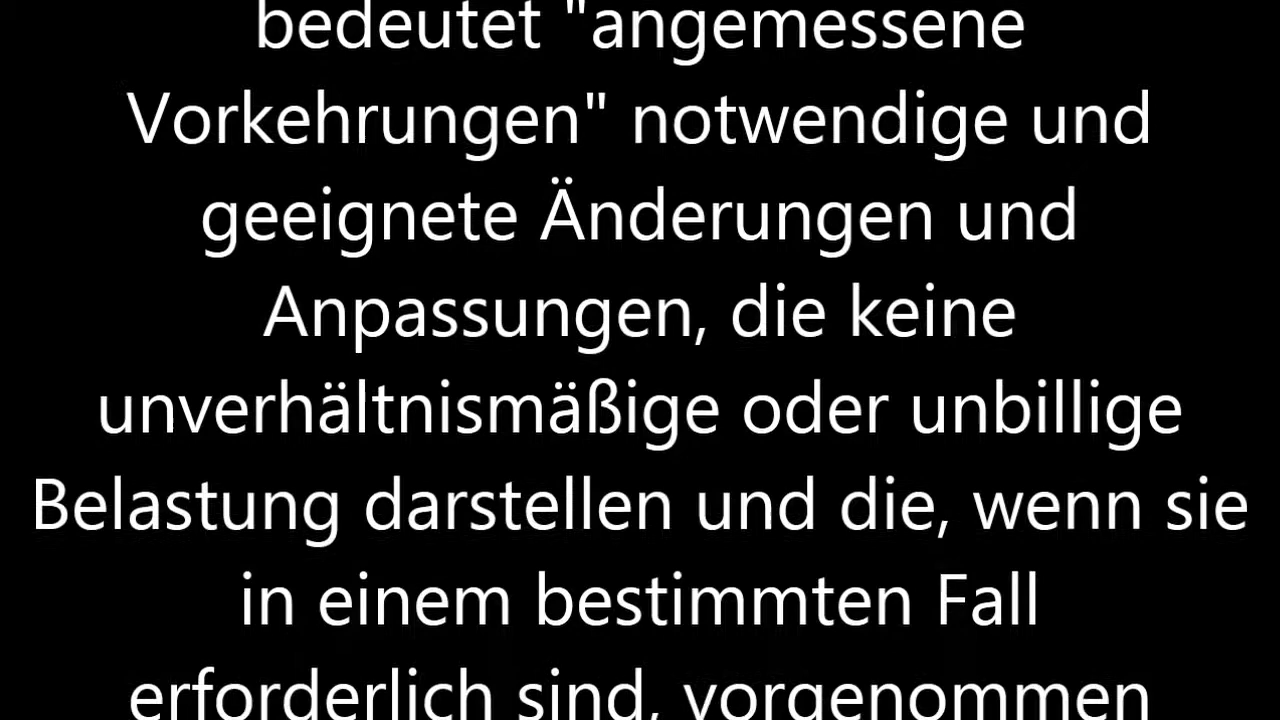 bedeutet "angemessene
Vorkehrungen" notwendige und
geeignete Änderungen und
Anpassungen, die keine
unverhältnismäßige oder unbillige
Belastung darstellen und die, wenn sie
in einem bestimmten Fall
erforderlich sind, vorgenommen